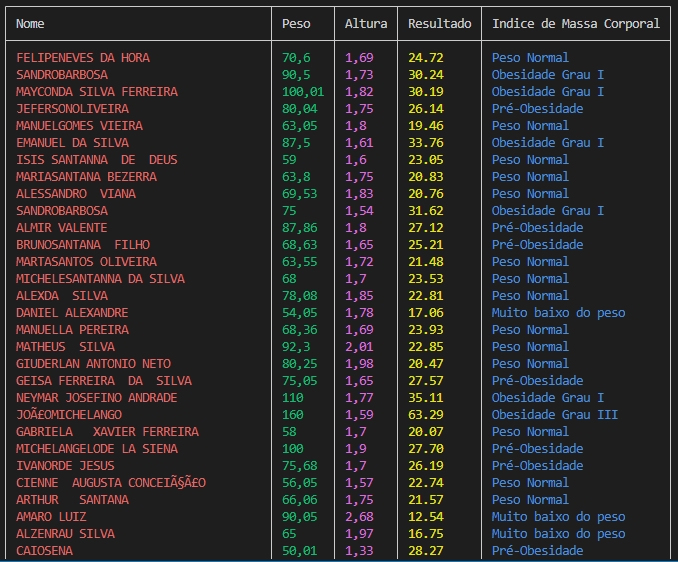 Nome Peso Altura Resultado Indice de Massa Corporal
FELIPENEVES DA HORA 70,6 1,69 24.72 Peso Normal
SANDROBARBOSA 90,5 1,73 30.24 Obesidade Grau I
MAYCONDA SILVA FERREIRA 100,01 1,82 30.19 Obesidade Grau I
JEFERSONOLIVEIRA 80,04 1,75 26.14 Pré-Obesidade
MANUELGOMES VIEIRA 63,05 1,8 19.46 Peso Normal
EMANUEL DA SILVA 87,5 1,61 33.76 Obesidade Grau I
ISIS SANTANNA  DE  DEUS 59 1,6 23.05 Peso Normal
MARIASANTANA BEZERRA 63,8 1,75 20.83 Peso Normal
ALESSANDRO  VIANA 69,53 1,83 20.76 Peso Normal
SANDROBARBOSA 75 1,54 31.62 Obesidade Grau I
ALMIR VALENTE 87,86 1,8 27.12 Pré-Obesidade
BRUNOSANTANA  FILHO 68,63 1,65 25.21 Pré-Obesidade
MARTASANTOS OLIVEIRA 63,55 1,72 21.48 Peso Normal
MICHELESANTANNA DA SILVA 68 1,7 23.53 Peso Normal
ALEXDA  SILVA 78,08 1,85 22.81 Peso Normal
DANIEL ALEXANDRE 54,05 1,78 17.06 Muito baixo do peso
MANUELLA PEREIRA 68,36 1,69 23.93 Peso Normal
MATHEUS  SILVA 92,3 2,01 22.85 Peso Normal
GIUDERLAN ANTONIO NETO 80,25 1,98 20.47 Peso Normal
GEISA FERREIRA  DA  SILVA 75,05 1,65 27.57 Pré-Obesidade
NEYMAR JOSEFINO ANDRADE 110 1,77 35.11 Obesidade Grau I
JOÃ£OMICHELANGO 160 1,59 63.29 Obesidade Grau III
GABRIELA   XAVIER FERREIRA 58 1,7 20.07 Peso Normal
MICHELANGELODE LA SIENA 100 1,9 27.70 Pré-Obesidade
IVANORDE JESUS 75,68 1,7 26.19 Pré-Obesidade
CIENNE  AUGUSTA CONCEIÃ§Ã£O 56,05 1,57 22.74 Peso Normal
ARTHUR   SANTANA 66,06 1,75 21.57 Peso Normal
AMARO LUIZ 90,05 2,68 12.54 Muito baixo do peso
ALZENRAU SILVA 65 1,97 16.75 Muito baixo do peso
CAIOSENA 50,01 1,33 28.27 Pré-Obesidade